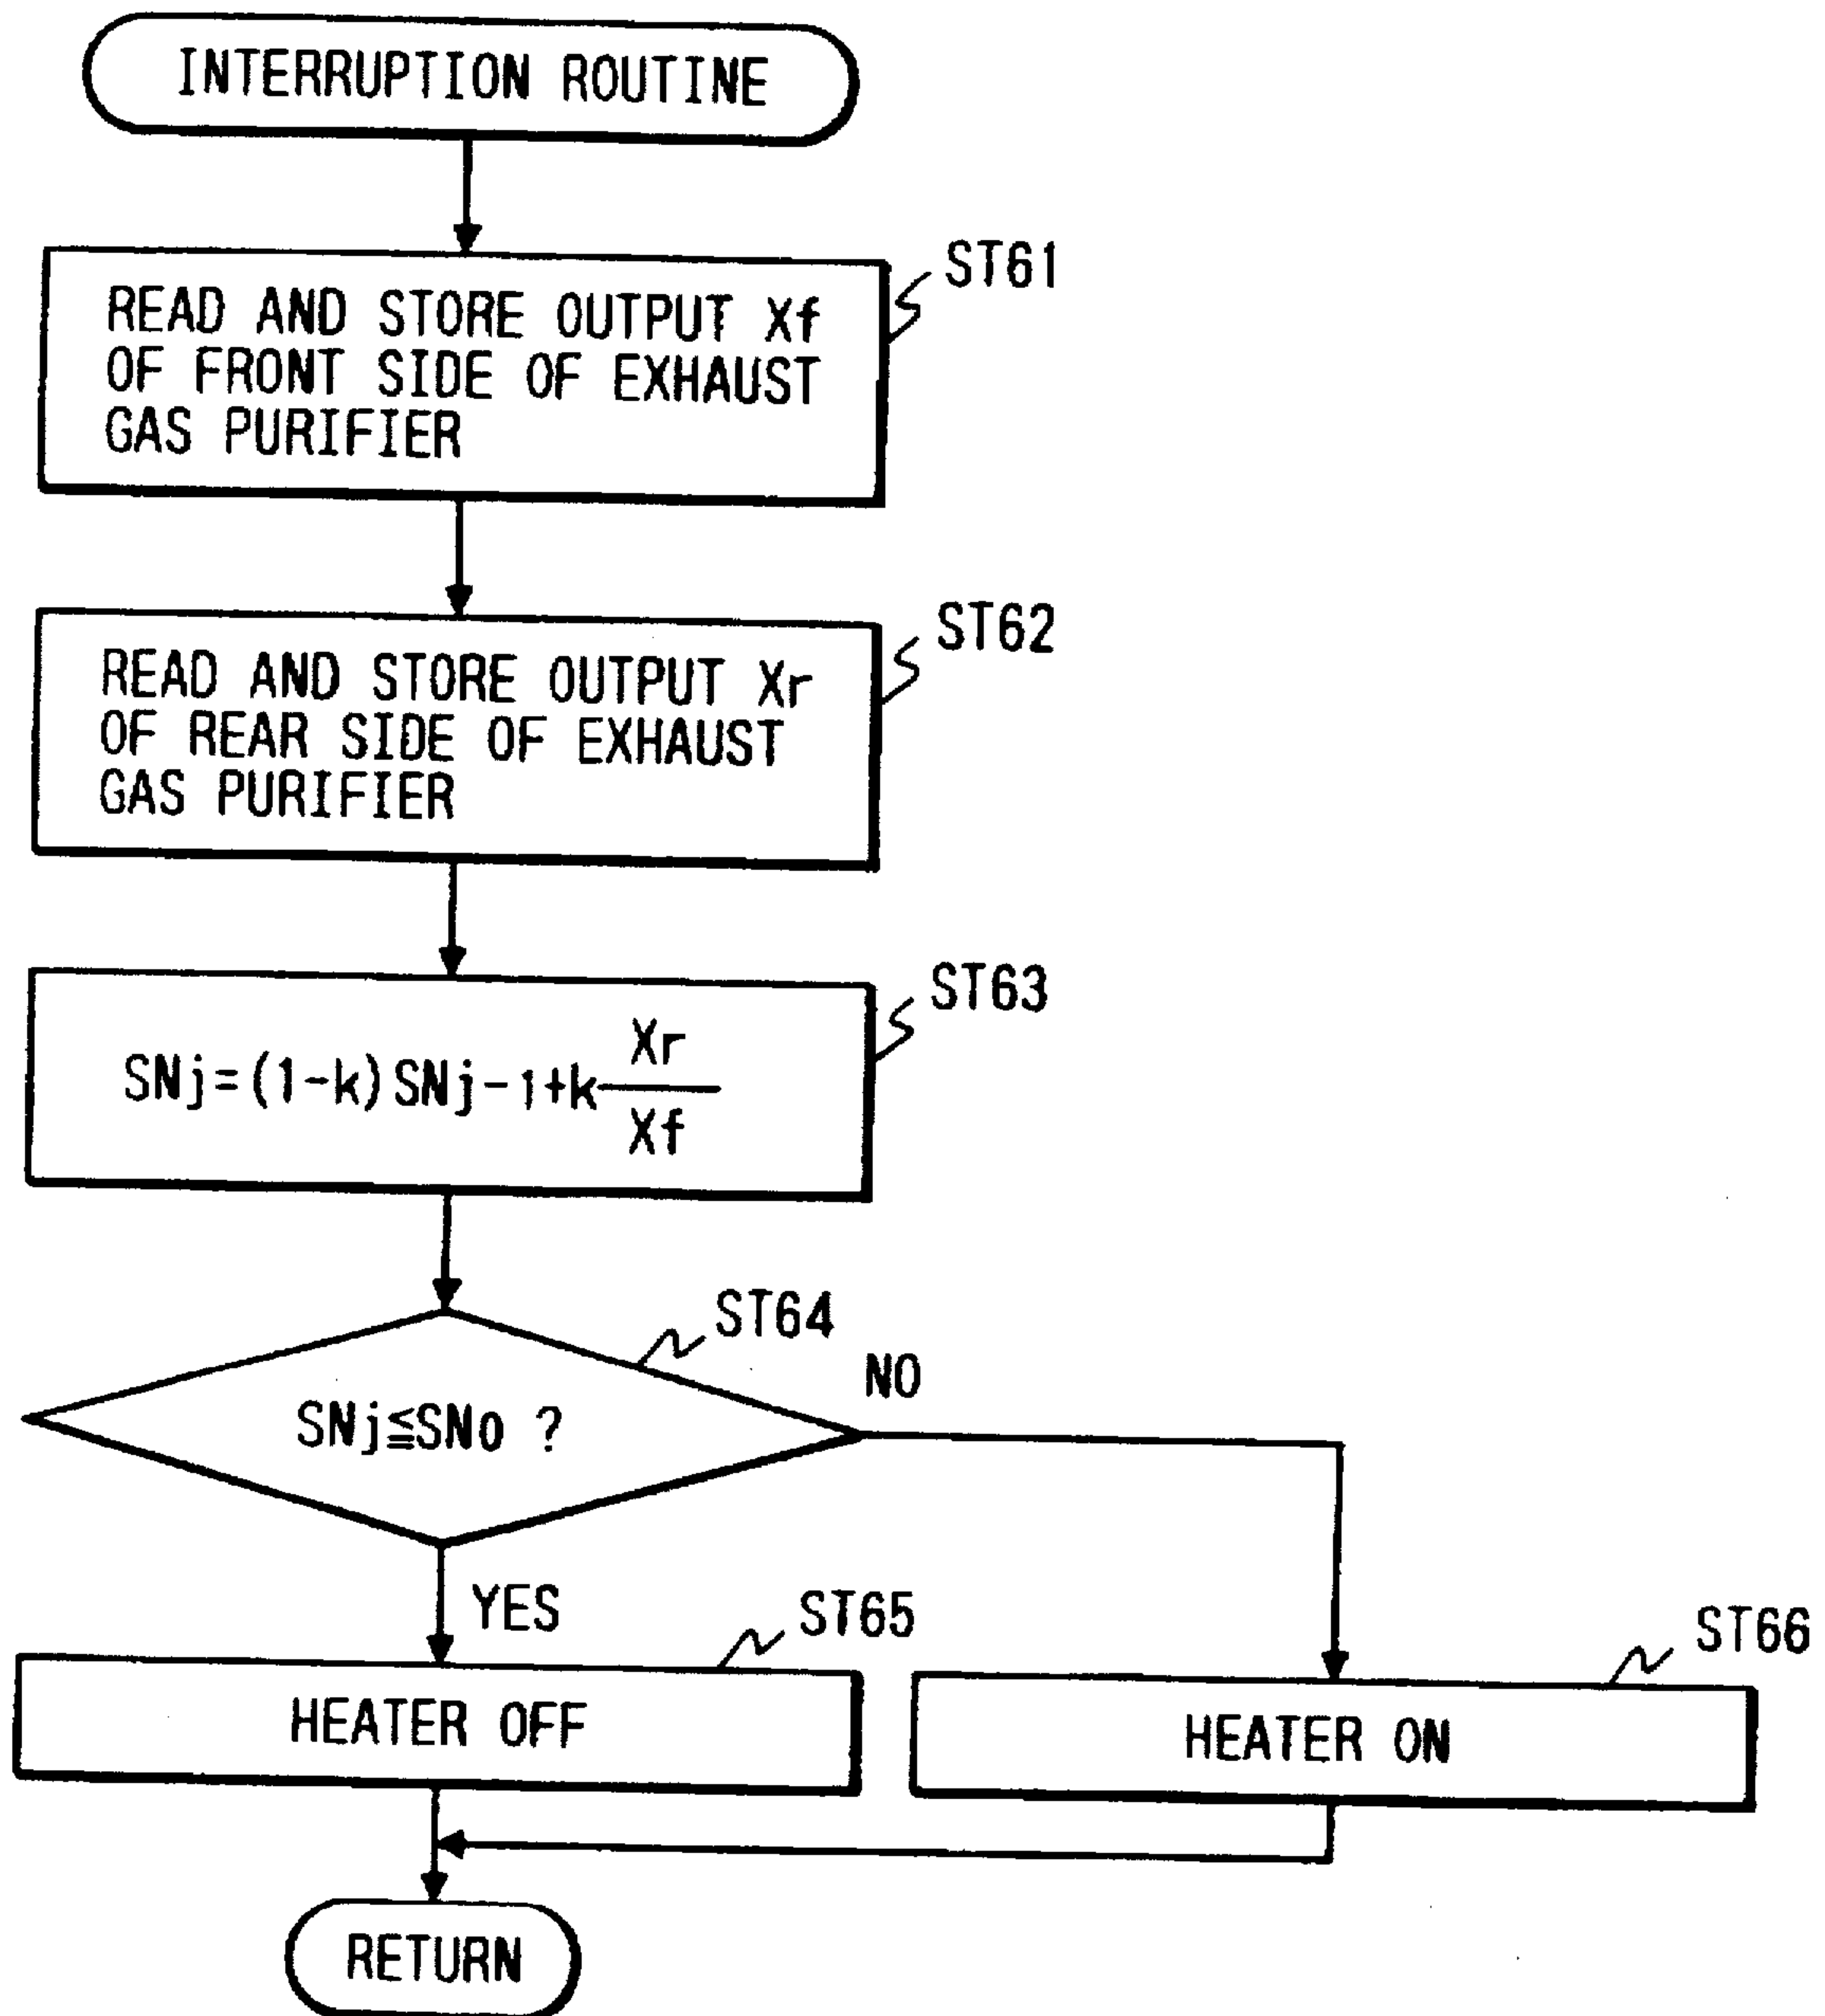 INTERRUPTION ROUTINE
ST61
READ AND STORE OUTPUT Xf
OF FRONT SIDE OF EXHAUST
GAS PURIFIER
ST62
READ AND STORE OUTPUT Xr
OF REAR SIDE OF EXHAUST
GAS PURIFIER
ST63
SNj=(1-k)SNj-1+k Xr/Xf
ST64
SNj≦SNo ?
NO
YES
ST65
HEATER OFF
ST66
HEATER ON
RETURN